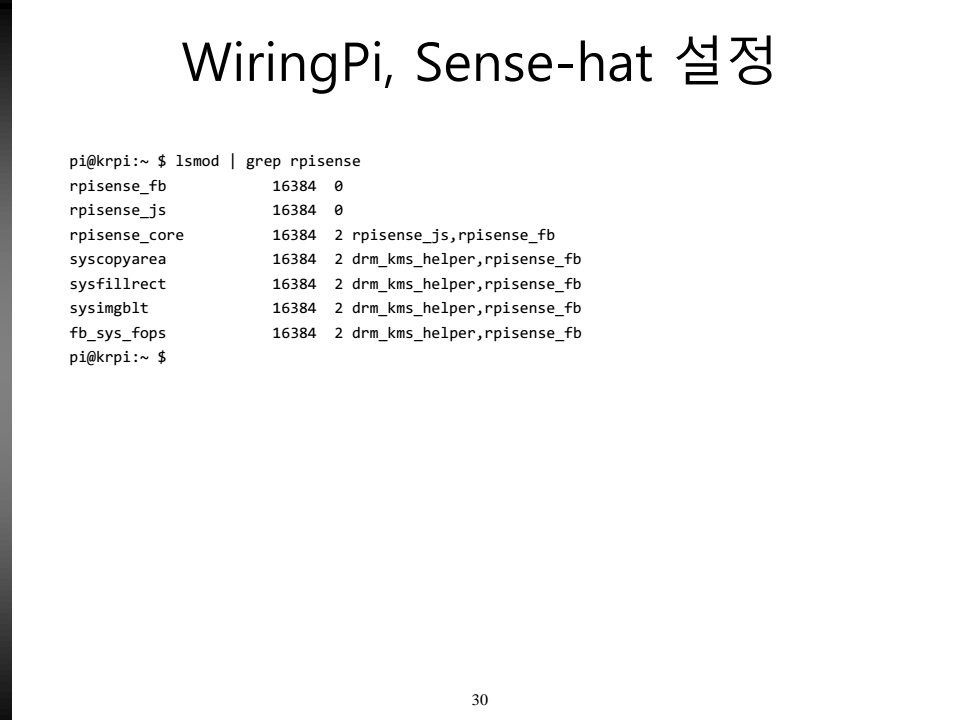 WiringPi, Sense-hat 설정
pi@krpi:~ $ lsmod | grep rpisense
rpisense_fb 16384 0
rpisense_js 16384 0
rpisense_core 16384 2 rpisense_js,rpisense_fb
syscopyarea 16384 2 drm_kms_helper,rpisense_fb
sysfillrect 16384 2 drm_kms_helper,rpisense_fb
sysimgblt 16384 2 drm_kms_helper,rpisense_fb
fb_sys_fops 16384 2 drm_kms_helper,rpisense_fb
pi@krpi:~ $
30